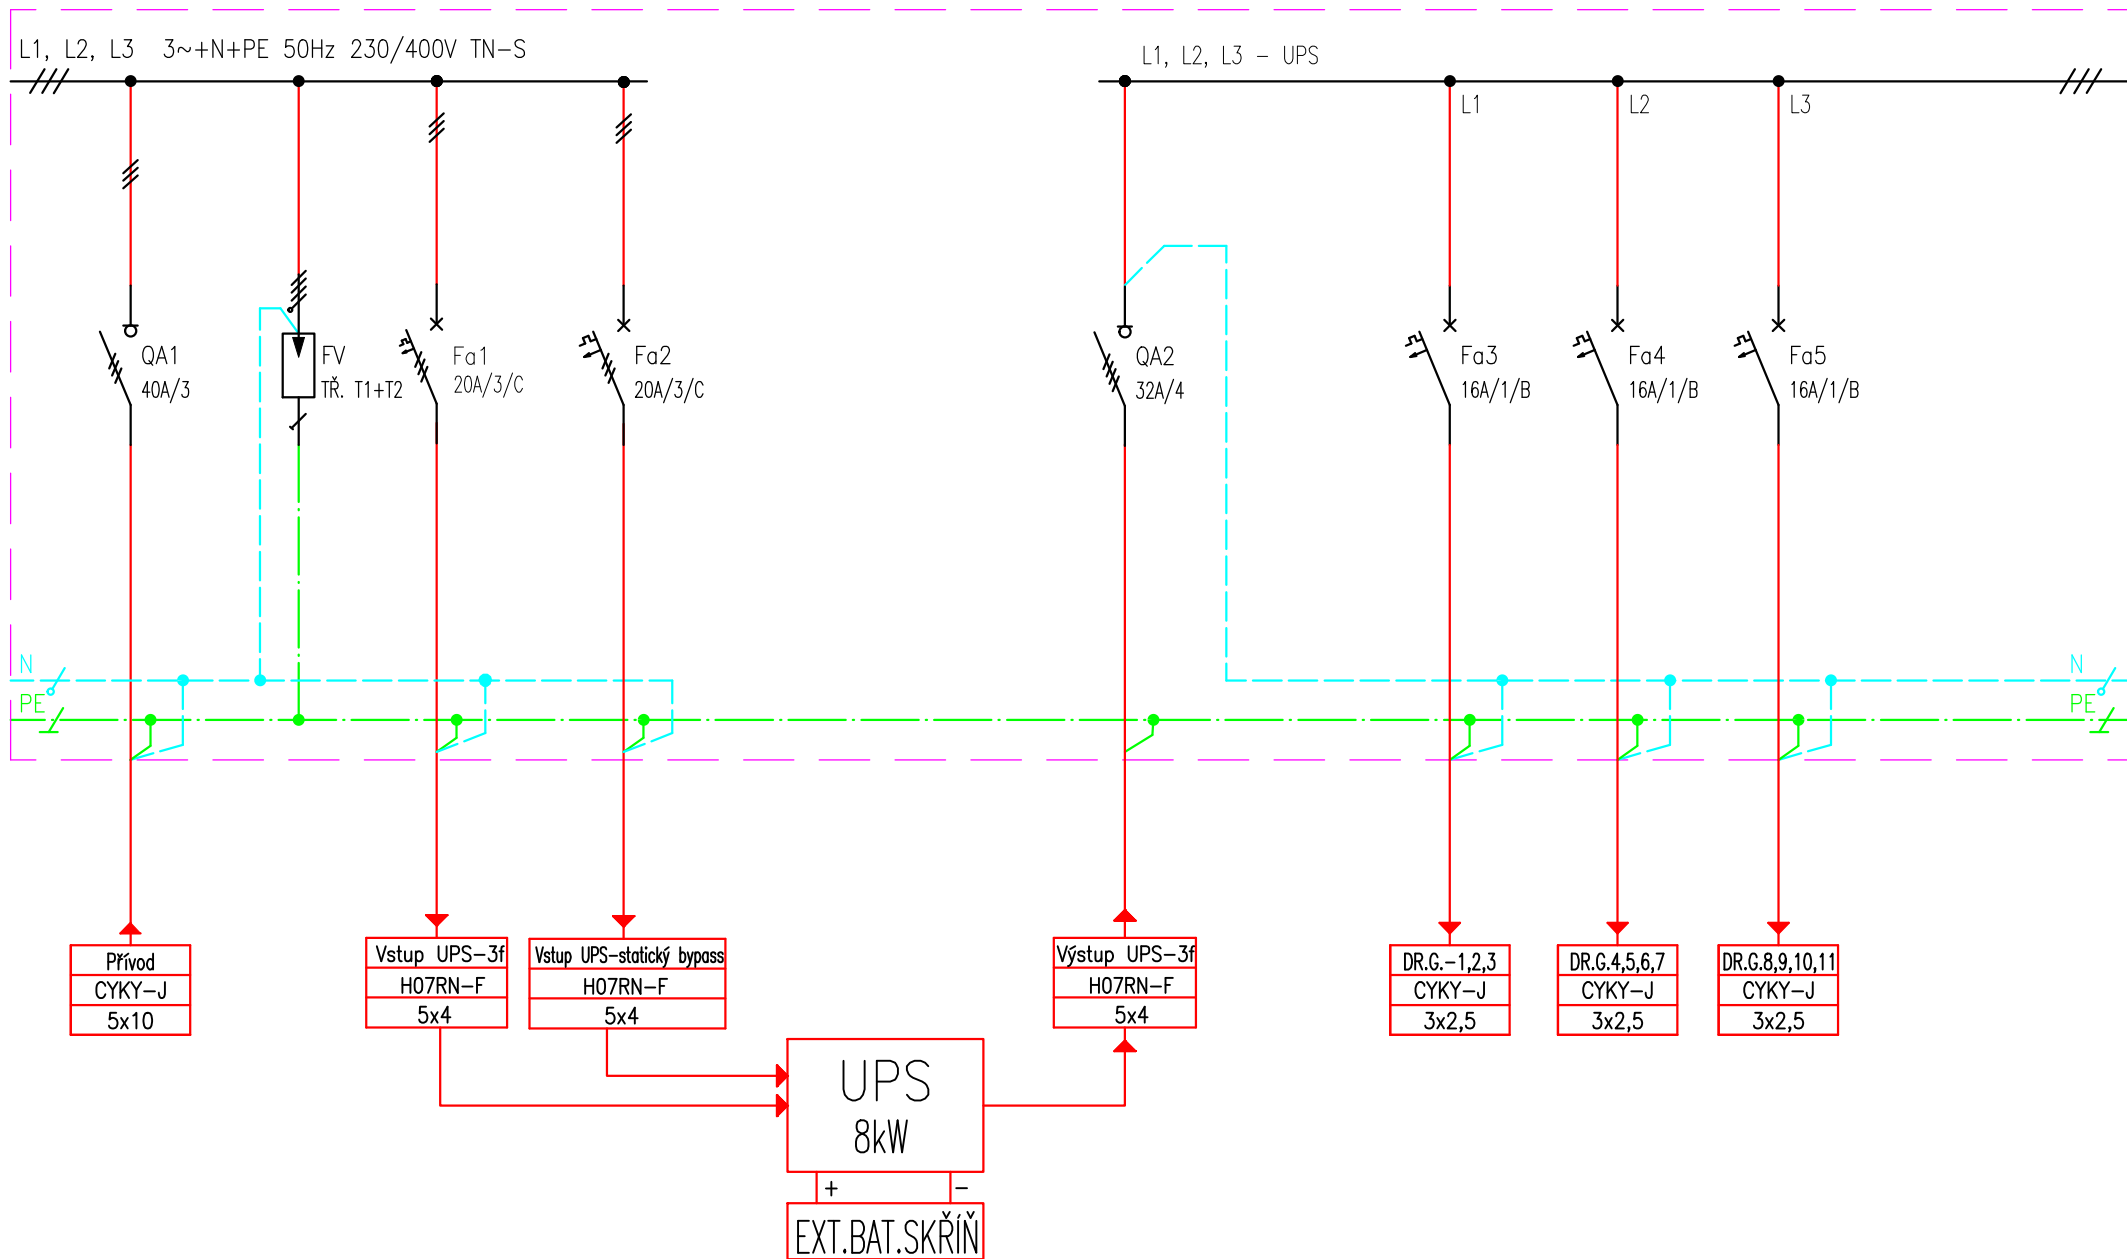 L1, L2, L3 3~+N+PE 50Hz 230/400V TN-S
L1, L2, L3 - UPS
L1
L2
L3
QA1
40A/3
FV
TŘ. T1+T2
Fa1
20A/3/C
Fa2
20A/3/C
QA2
32A/4
Fa3
16A/1/B
Fa4
16A/1/B
Fa5
16A/1/B
N
PE
N
PE
Přívod
CYKY-J
5x10
Vstup UPS-3f
H07RN-F
5x4
Vstup UPS-statický bypass
H07RN-F
5x4
Výstup UPS-3f
H07RN-F
5x4
DR.G.-1,2,3
CYKY-J
3x2,5
DR.G.4,5,6,7
CYKY-J
3x2,5
DR.G.8,9,10,11
CYKY-J
3x2,5
UPS
8kW
+ -
EXT.BAT.SKŘÍŇ